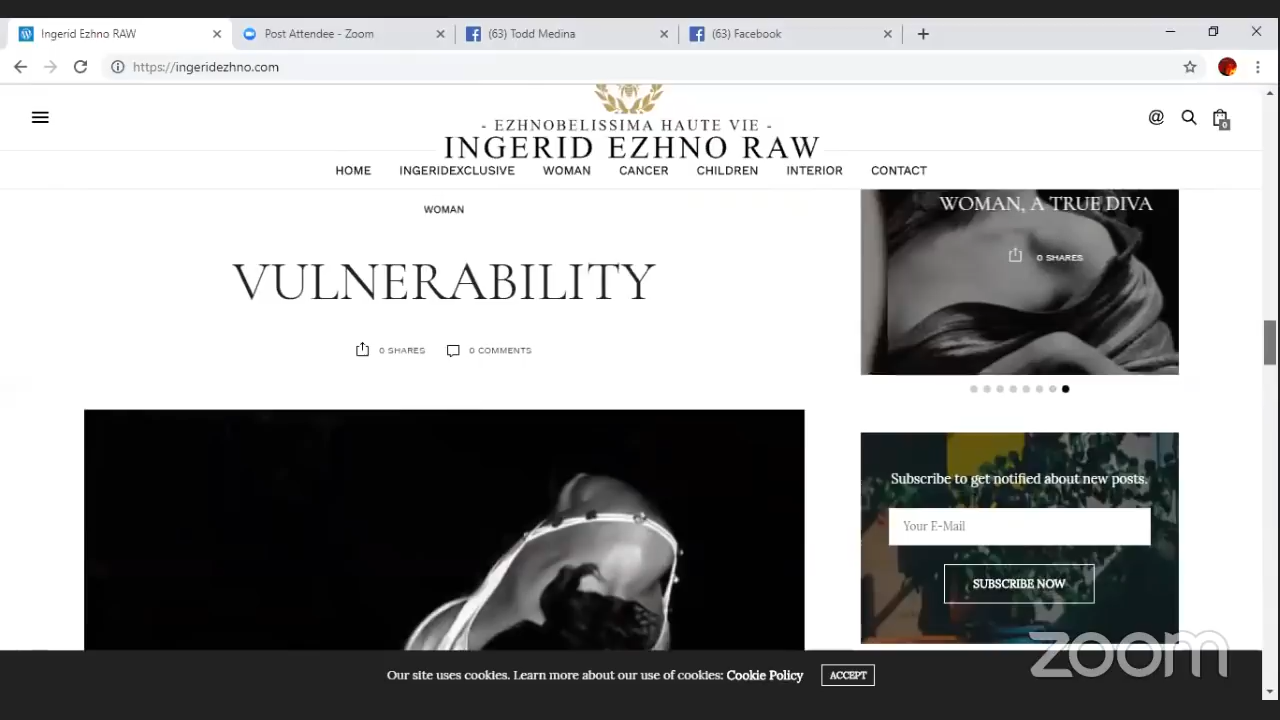 Ingerid Ezhno RAW
Post Attendee - Zoom
(63) Todd Medina
(63) Facebook
https://ingeridezhno.com
- EZHNOBELISSIMA HAUTE VIE -
INGERID EZHNO RAW
@
0
HOME INGERIDEXCLUSIVE WOMAN CANCER CHILDREN INTERIOR CONTACT
WOMAN
VULNERABILITY
0 SHARES 0 COMMENTS
WOMAN, A TRUE DIVA
0 SHARES
Subscribe to get notified about new posts.
Your E-Mail
SUBSCRIBE NOW
zoom
Our site uses cookies. Learn more about our use of cookies: Cookie Policy ACCEPT